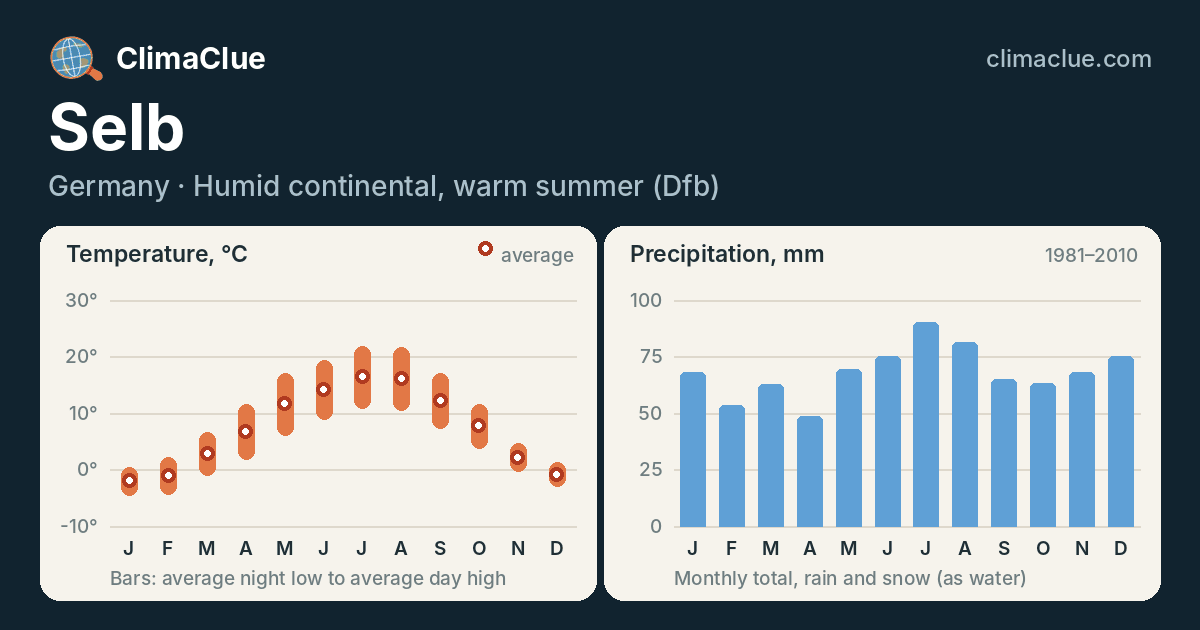 ClimaClue
climaclue.com
Selb
Germany · Humid continental, warm summer (Dfb)
Temperature, °C
average
30°
20°
10°
0°
-10°
J F M A M J J A S O N D
Bars: average night low to average day high
Precipitation, mm
1981–2010
100
75
50
25
0
J F M A M J J A S O N D
Monthly total, rain and snow (as water)